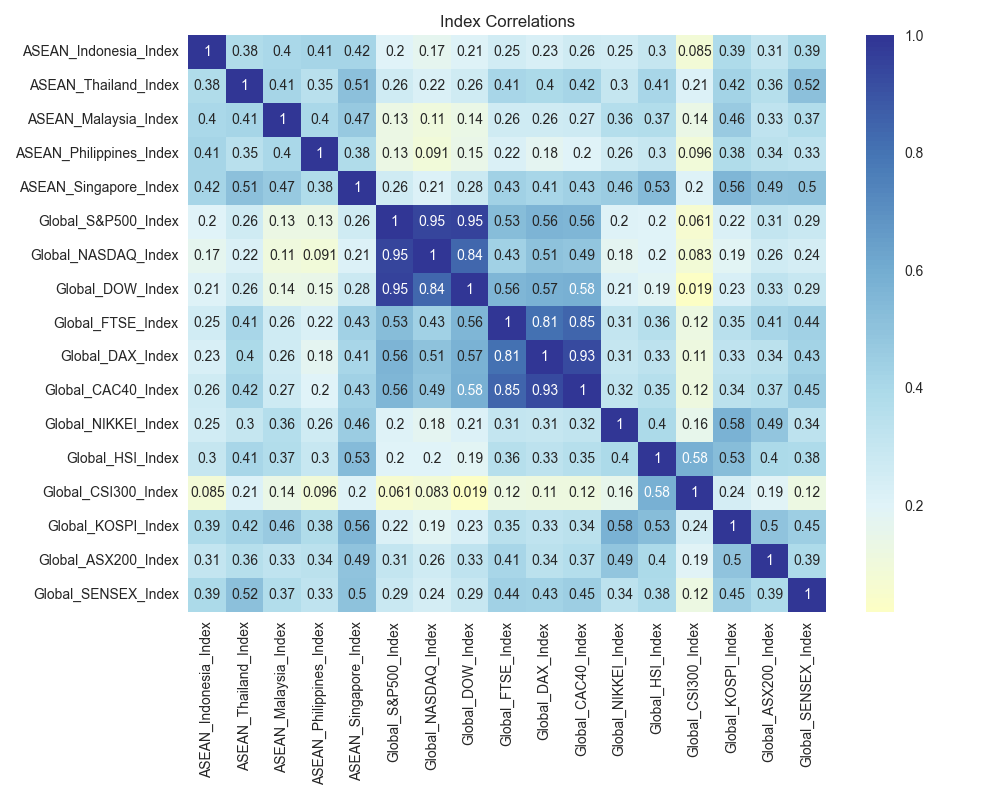 Index Correlations
ASEAN_Indonesia_Index 1 0.38 0.4 0.41 0.42 0.2 0.17 0.21 0.25 0.23 0.26 0.25 0.3 0.085 0.39 0.31 0.39
ASEAN_Thailand_Index 0.38 1 0.41 0.35 0.51 0.26 0.22 0.26 0.41 0.4 0.42 0.3 0.41 0.21 0.42 0.36 0.52
ASEAN_Malaysia_Index 0.4 0.41 1 0.4 0.47 0.13 0.11 0.14 0.26 0.26 0.27 0.36 0.37 0.14 0.46 0.33 0.37
ASEAN_Philippines_Index 0.41 0.35 0.4 1 0.38 0.13 0.091 0.15 0.22 0.18 0.2 0.26 0.3 0.096 0.38 0.34 0.33
ASEAN_Singapore_Index 0.42 0.51 0.47 0.38 1 0.26 0.21 0.28 0.43 0.41 0.43 0.46 0.53 0.2 0.56 0.49 0.5
Global_S&P500_Index 0.2 0.26 0.13 0.13 0.26 1 0.95 0.95 0.53 0.56 0.56 0.2 0.2 0.061 0.22 0.31 0.29
Global_NASDAQ_Index 0.17 0.22 0.11 0.091 0.21 0.95 1 0.84 0.43 0.51 0.49 0.18 0.2 0.083 0.19 0.26 0.24
Global_DOW_Index 0.21 0.26 0.14 0.15 0.28 0.95 0.84 1 0.56 0.57 0.58 0.21 0.19 0.019 0.23 0.33 0.29
Global_FTSE_Index 0.25 0.41 0.26 0.22 0.43 0.53 0.43 0.56 1 0.81 0.85 0.31 0.36 0.12 0.35 0.41 0.44
Global_DAX_Index 0.23 0.4 0.26 0.18 0.41 0.56 0.51 0.57 0.81 1 0.93 0.31 0.33 0.11 0.33 0.34 0.43
Global_CAC40_Index 0.26 0.42 0.27 0.2 0.43 0.56 0.49 0.58 0.85 0.93 1 0.32 0.35 0.12 0.34 0.37 0.45
Global_NIKKEI_Index 0.25 0.3 0.36 0.26 0.46 0.2 0.18 0.21 0.31 0.31 0.32 1 0.4 0.16 0.58 0.49 0.34
Global_HSI_Index 0.3 0.41 0.37 0.3 0.53 0.2 0.2 0.19 0.36 0.33 0.35 0.4 1 0.58 0.53 0.4 0.38
Global_CSI300_Index 0.085 0.21 0.14 0.096 0.2 0.061 0.083 0.019 0.12 0.11 0.12 0.16 0.58 1 0.24 0.19 0.12
Global_KOSPI_Index 0.39 0.42 0.46 0.38 0.56 0.22 0.19 0.23 0.35 0.33 0.34 0.58 0.53 0.24 1 0.5 0.45
Global_ASX200_Index 0.31 0.36 0.33 0.34 0.49 0.31 0.26 0.33 0.41 0.34 0.37 0.49 0.4 0.19 0.5 1 0.39
Global_SENSEX_Index 0.39 0.52 0.37 0.33 0.5 0.29 0.24 0.29 0.44 0.43 0.45 0.34 0.38 0.12 0.45 0.39 1
ASEAN_Indonesia_Index
ASEAN_Thailand_Index
ASEAN_Malaysia_Index
ASEAN_Philippines_Index
ASEAN_Singapore_Index
Global_S&P500_Index
Global_NASDAQ_Index
Global_DOW_Index
Global_FTSE_Index
Global_DAX_Index
Global_CAC40_Index
Global_NIKKEI_Index
Global_HSI_Index
Global_CSI300_Index
Global_KOSPI_Index
Global_ASX200_Index
Global_SENSEX_Index
1.0
0.8
0.6
0.4
0.2